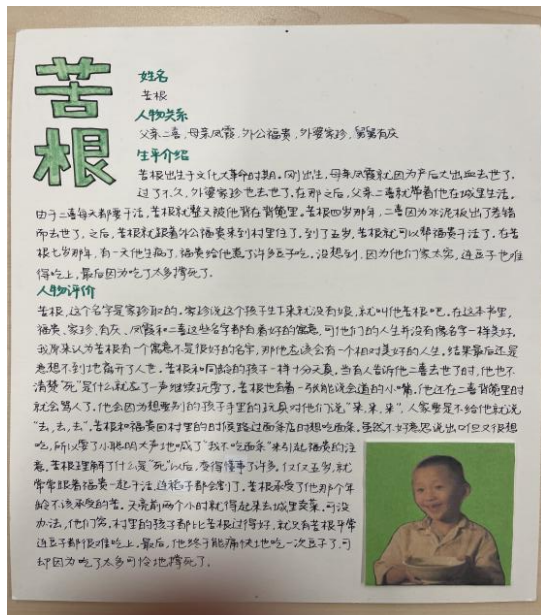 苦根
姓名
苦根
人物关系
父亲二喜,母亲凤霞,外公福贵,外婆家珍,舅舅有庆
生平介绍
苦根出生于文化大革命时期。刚出生,母亲凤霞就因为产后大出血去世了。
过了不久,外婆家珍也去世了。在那之后,父亲二喜就带着他在城里生活。
由于二喜每天都要干活,苦根就整天被他背在背篼里。苦根四岁那年,二喜因为水泥板出了差错
而去世了。之后,苦根就跟着外公福贵来到村里住了。到了五岁,苦根就可以帮福贵干活了。在苦
根七岁那年,有一天他生病了,福贵给他煮了许多豆子吃。没想到,因为他们家太穷,连豆子也难
得吃上,最后因为吃了太多撑死了。
人物评价
苦根,这个名字是家珍取的。家珍说这个孩子生下来就没有娘,就叫他苦根吧。在这本书里,
福贵、家珍、有庆、凤霞和二喜这些名字都有着好的寓意,可他们的人生并没有像名字一样美好。
我原来认为苦根有一个寓意不是很好的名字,那他应该会有一个相对美好的人生。结果最后还是
意想不到地离开了人世。苦根和同龄的孩子一样十分天真,当有人告诉他二喜去世了时,他也不
清楚“死”是什么就应了一声继续玩雪了。苦根也有着一张能说会道的小嘴。他还在二喜背篼里时
就会骂人了。他会因为想要别的孩子手里的玩具对他们说“来,来,来”,人家要是不给他就说
“去,去,去”。苦根和福贵回村里的时候路过面条店时想吃面条。虽然不好意思说出口但又很想
吃,所以耍了小聪明大声地喊了“我不吃面条”来引起福贵的注
意。苦根理解了什么是“死”以后,变得懂事了许多,仅仅五岁,就
常常跟着福贵一起干活,连稻子都会割了。苦根承受了他那个年
龄不该承受的苦。天亮前两个小时就得起来去城里卖菜。可没
办法,他们穷,村里的孩子都比苦根过得好,就只有苦根平常
连豆子都很难吃上。最后,他终于能痛快地吃一次豆子了,可
却因为吃了太多可怜地撑死了。